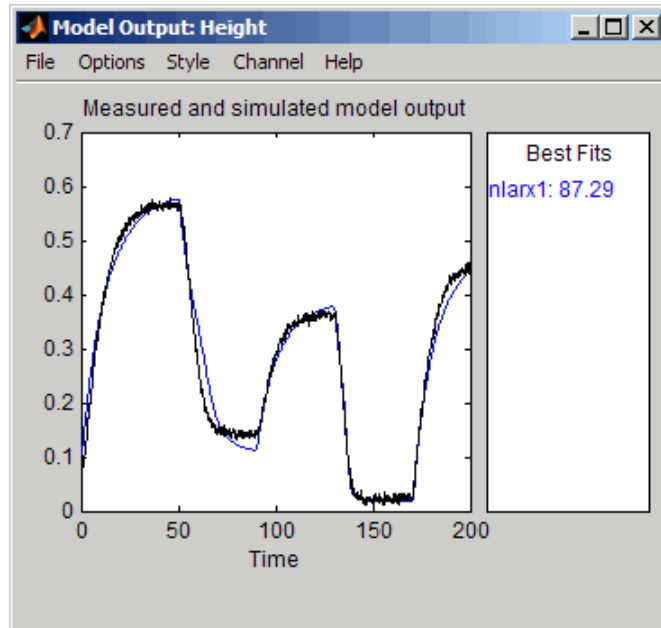 Model Output: Height
File Options Style Channel Help
Measured and simulated model output
0.7
0.6
0.5
0.4
0.3
0.2
0.1
0
0 50 100 150 200
Time
Best Fits
nlarx1: 87.29